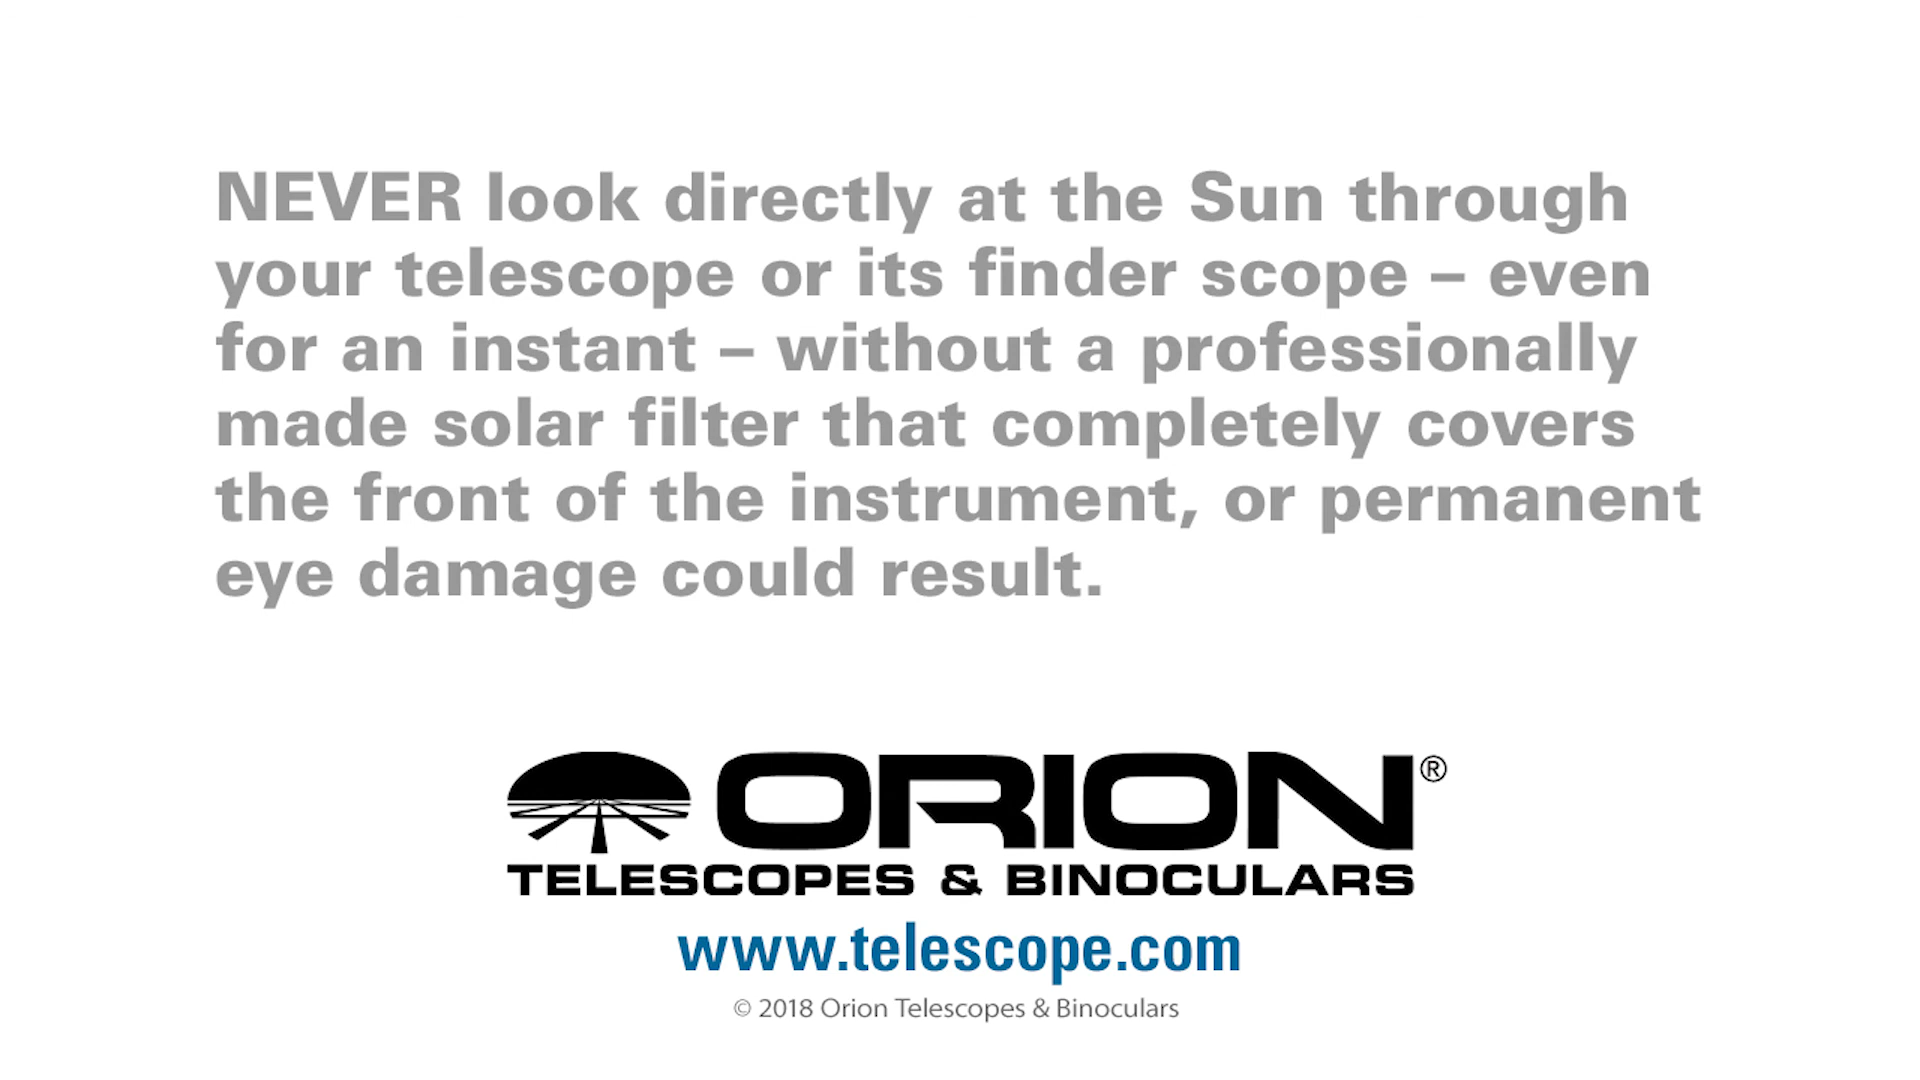 NEVER look directly at the Sun through
your telescope or its finder scope – even
for an instant – without a professionally
made solar filter that completely covers
the front of the instrument, or permanent
eye damage could result.
ORION®
TELESCOPES & BINOCULARS
www.telescope.com
© 2018 Orion Telescopes & Binoculars